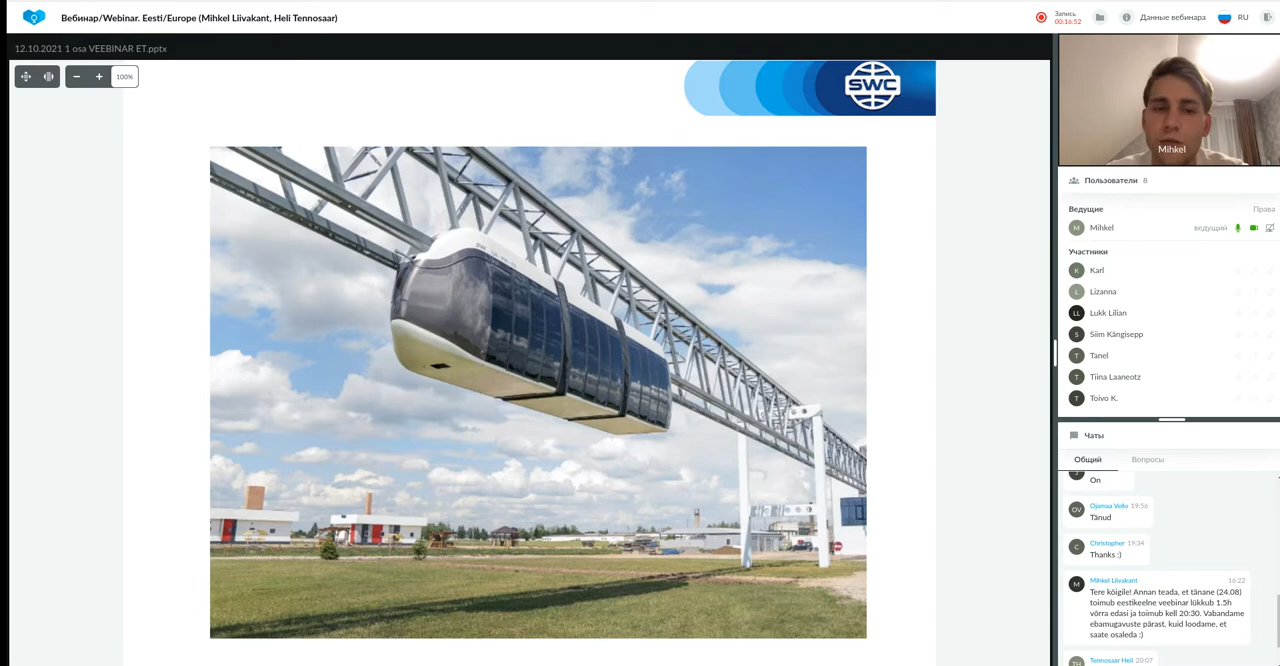 Вебинар/Webinar. Eesti/Europe (Mihkel Liivakant, Heli Tennosaar)
Запись
00:16:52
Данные вебинара
RU
12.10.2021 1 osa VEEBINAR ET.pptx
100%
SWC
Mihkel
Пользователи 8
Ведущие Права
M Mihkel ведущий
Участники
K Karl
L Lizanna
LL Lukk Lilian
S Siim Kängisepp
T Tanel
T Tiina Laaneotz
T Toivo K.
Чаты
Общий Вопросы
On
OV Ojamaa Vello 19:56
Tänud
C Christopher 19:34
Thanks :)
M Mihkel Liivakant 16:22
Tere kõigile! Annan teada, et tänane (24.08)
toimub eestikeelne veebinar lükkub 1.5h
võrra edasi ja toimub kell 20:30. Vabandame
ebamugavuste pärast, kuid loodame, et
saate osaleda :)
TH Tennosaar Heli 20:07